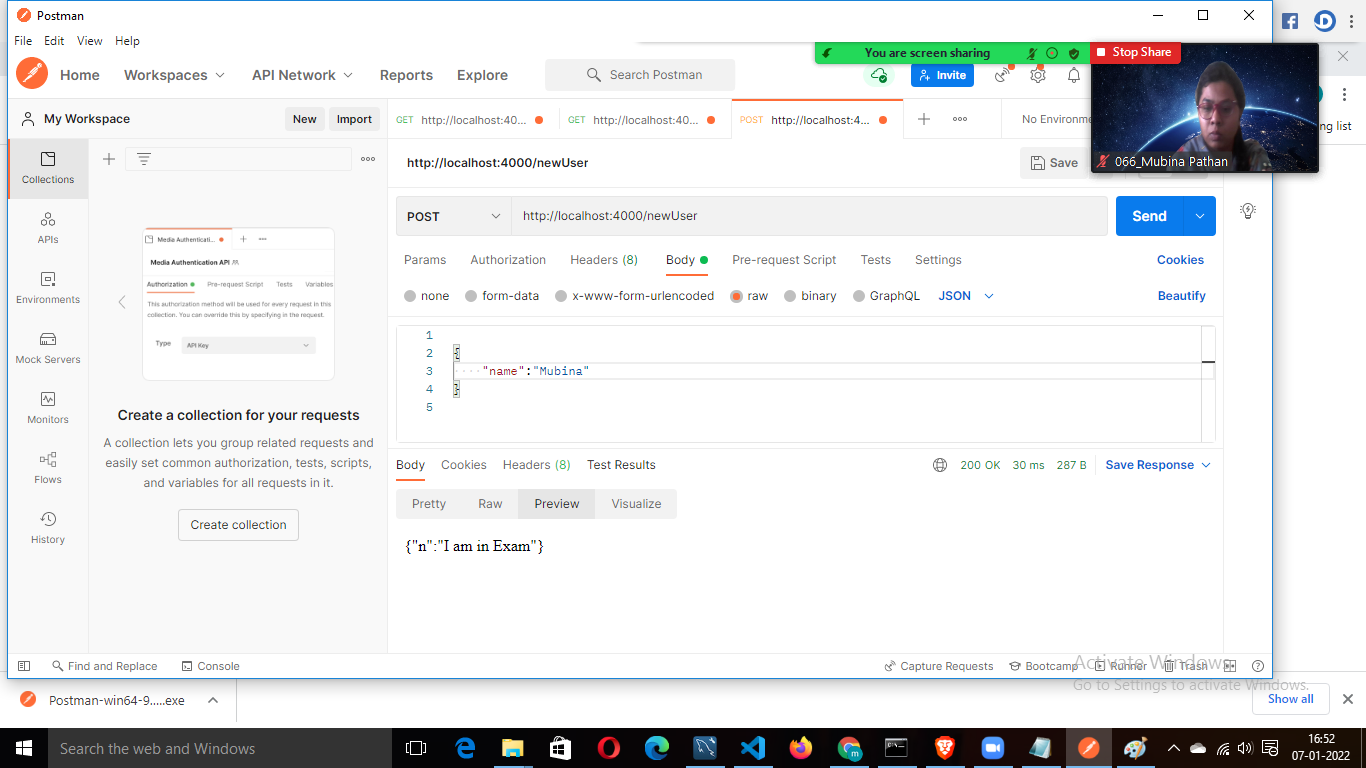 Postman
File Edit View Help
You are screen sharing
Stop Share
Home Workspaces API Network Reports Explore
Search Postman
Invite
066_Mubina Pathan
ng list
My Workspace
New Import
GET http://localhost:40...
GET http://localhost:40...
POST http://localhost:4...
No Environme
Collections
APIs
Environments
Mock Servers
Monitors
Flows
History
Media Authenticati...
Media Authentication API
Authorization Pre-request Script Tests Variables
This authorization method will be used for every request in this
collection. You can override this by specifying in the request.
Type API Key
Create a collection for your requests
A collection lets you group related requests and
easily set common authorization, tests, scripts,
and variables for all requests in it.
Create collection
http://localhost:4000/newUser
Save
POST http://localhost:4000/newUser
Send
Params Authorization Headers (8) Body Pre-request Script Tests Settings
Cookies
none form-data x-www-form-urlencoded raw binary GraphQL JSON
Beautify
1
2 {
3 "name":"Mubina"
4 }
5
Body Cookies Headers (8) Test Results
200 OK 30 ms 287 B Save Response
Pretty Raw Preview Visualize
{"n":"I am in Exam"}
Find and Replace Console
Capture Requests Bootcamp Runner Trash
Activate Windows
Go to Settings to activate Windows.
Postman-win64-9.....exe
Show all
Search the web and Windows
16:52
07-01-2022